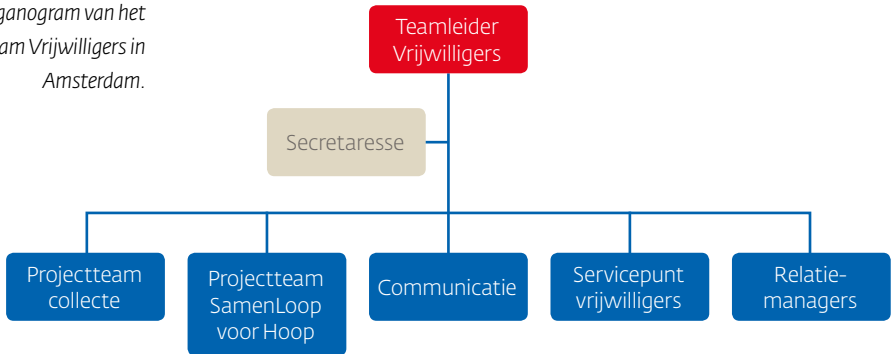 ganogram van het
am Vrijwilligers in
Amsterdam.
Teamleider
Vrijwilligers
Secretaresse
Projectteam
collecte
Projectteam
SamenLoop
voor Hoop
Communicatie
Servicepunt
vrijwilligers
Relatie-
managers